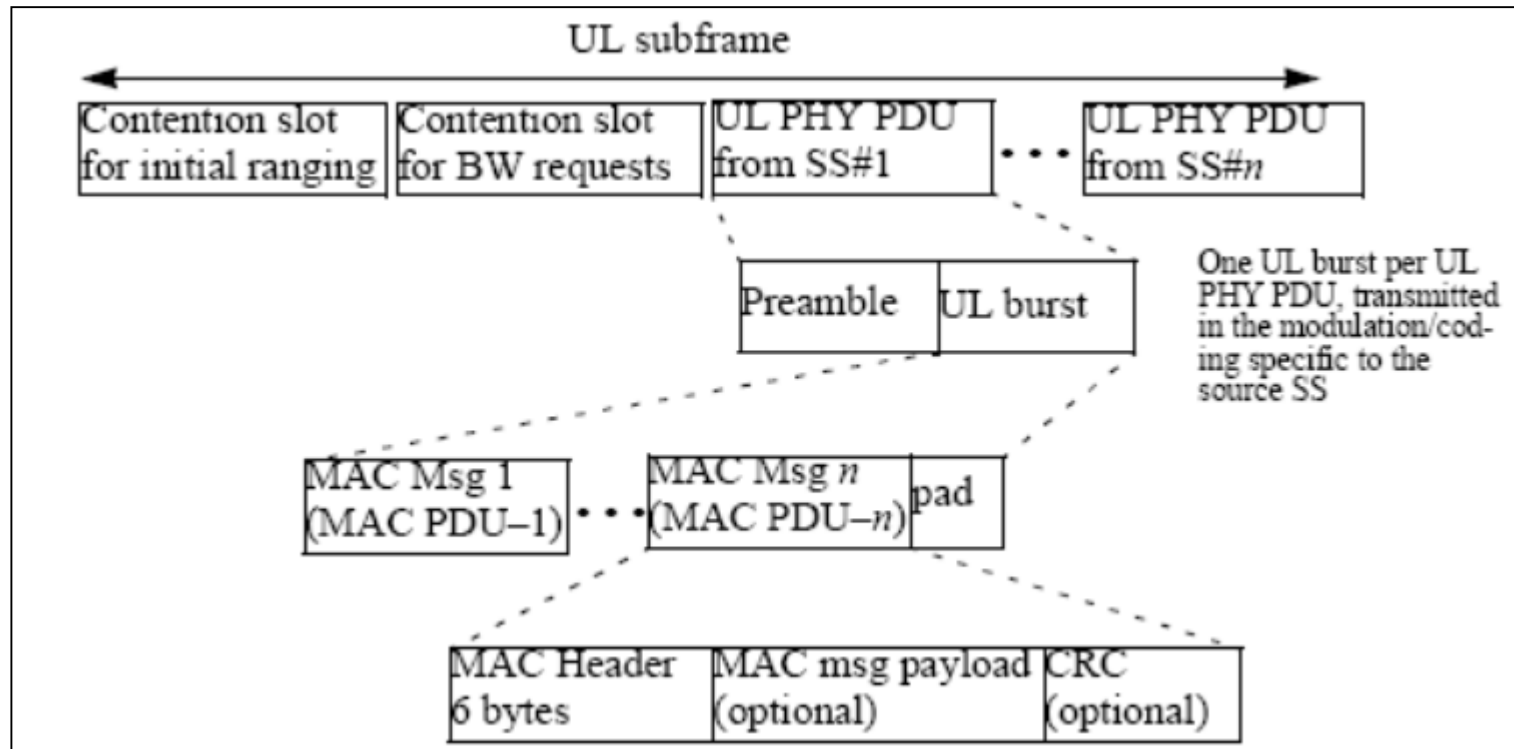 UL subframe
Contention slot
for initial ranging
Contention slot
for BW requests
UL PHY PDU
from SS#1
• • •
UL PHY PDU
from SS#n
Preamble
UL burst
One UL burst per UL
PHY PDU, transmitted
in the modulation/cod-
ing specific to the
source SS
MAC Msg 1
(MAC PDU–1)
• • •
MAC Msg n
(MAC PDU–n)
pad
MAC Header
6 bytes
MAC msg payload
(optional)
CRC
(optional)